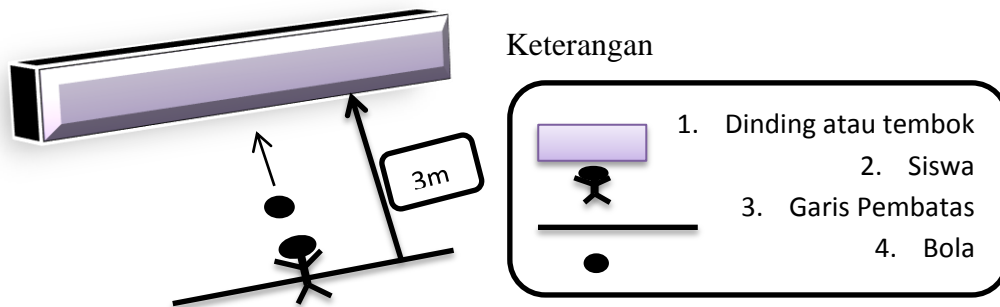 Keterangan
3m
1. Dinding atau tembok
2. Siswa
3. Garis Pembatas
4. Bola